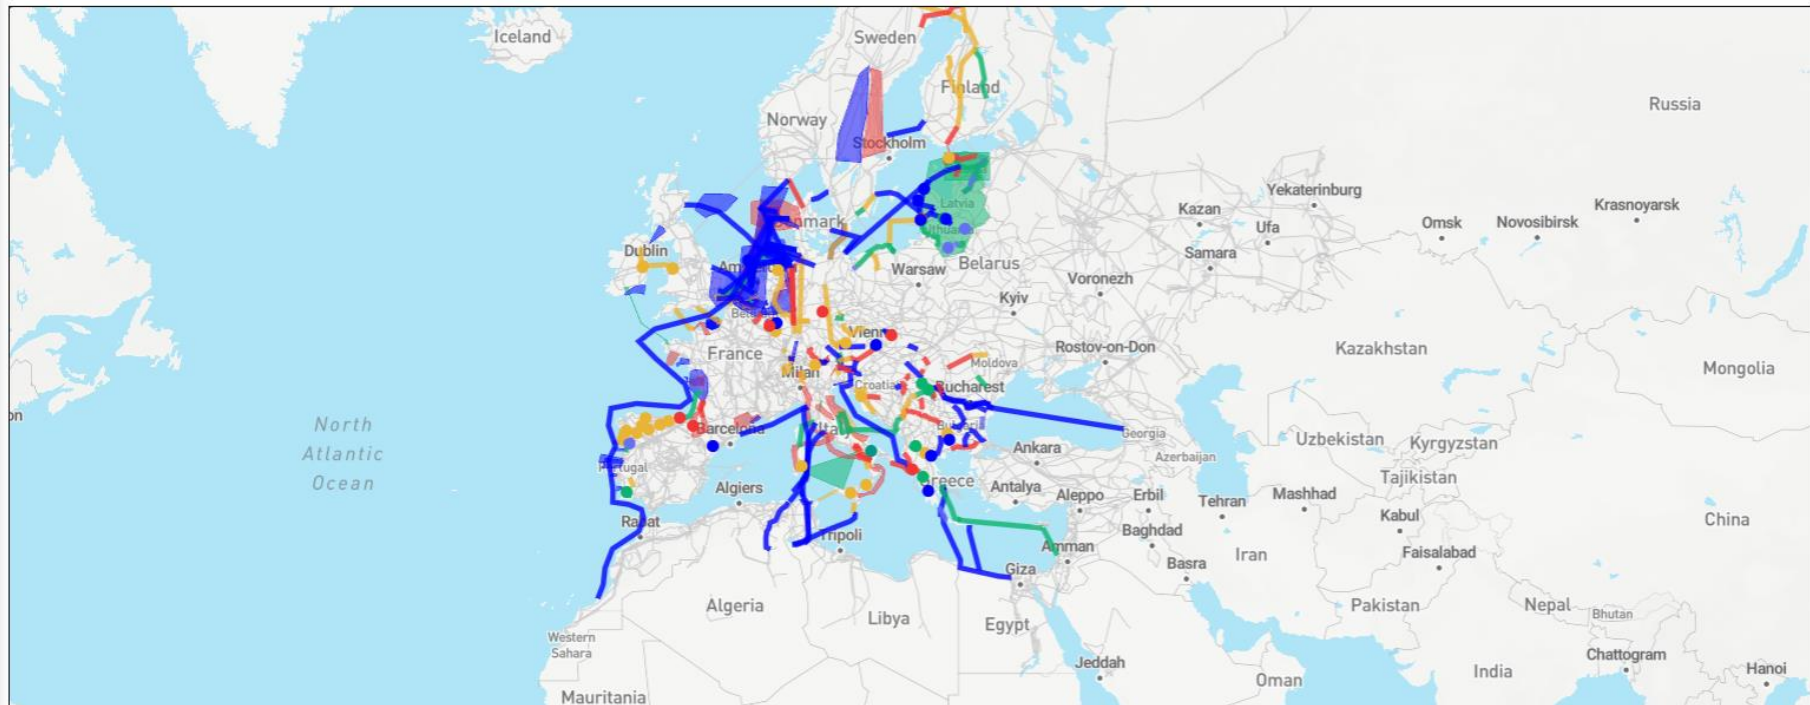 Iceland
Sweden
Finland
Russia
Norway
Stockholm
Yekaterinburg
Latvia
Kazan
Krasnoyarsk
Omsk
Novosibirsk
Ufa
Dublin
Samara
Warsaw
Belarus
Voronezh
Kyiv
France
Rostov-on-Don
Kazakhstan
Moldova
Mongolia
Milan
Croatia
Bucharest
on
North
Atlantic
Ocean
Barcelona
Italy
Georgia
Uzbekistan
Kyrgyzstan
Ankara
Azerbaijan
Portugal
Tajikistan
Greece
Algiers
Antalya
Aleppo
Erbil
Tehran
Mashhad
Kabul
China
Rabat
Tripoli
Baghdad
Amman
Iran
Faisalabad
Giza
Basra
Algeria
Libya
Egypt
Pakistan
Nepal
Bhutan
Western
Sahara
Jeddah
Oman
India
Chattogram
Hanoi
Mauritania